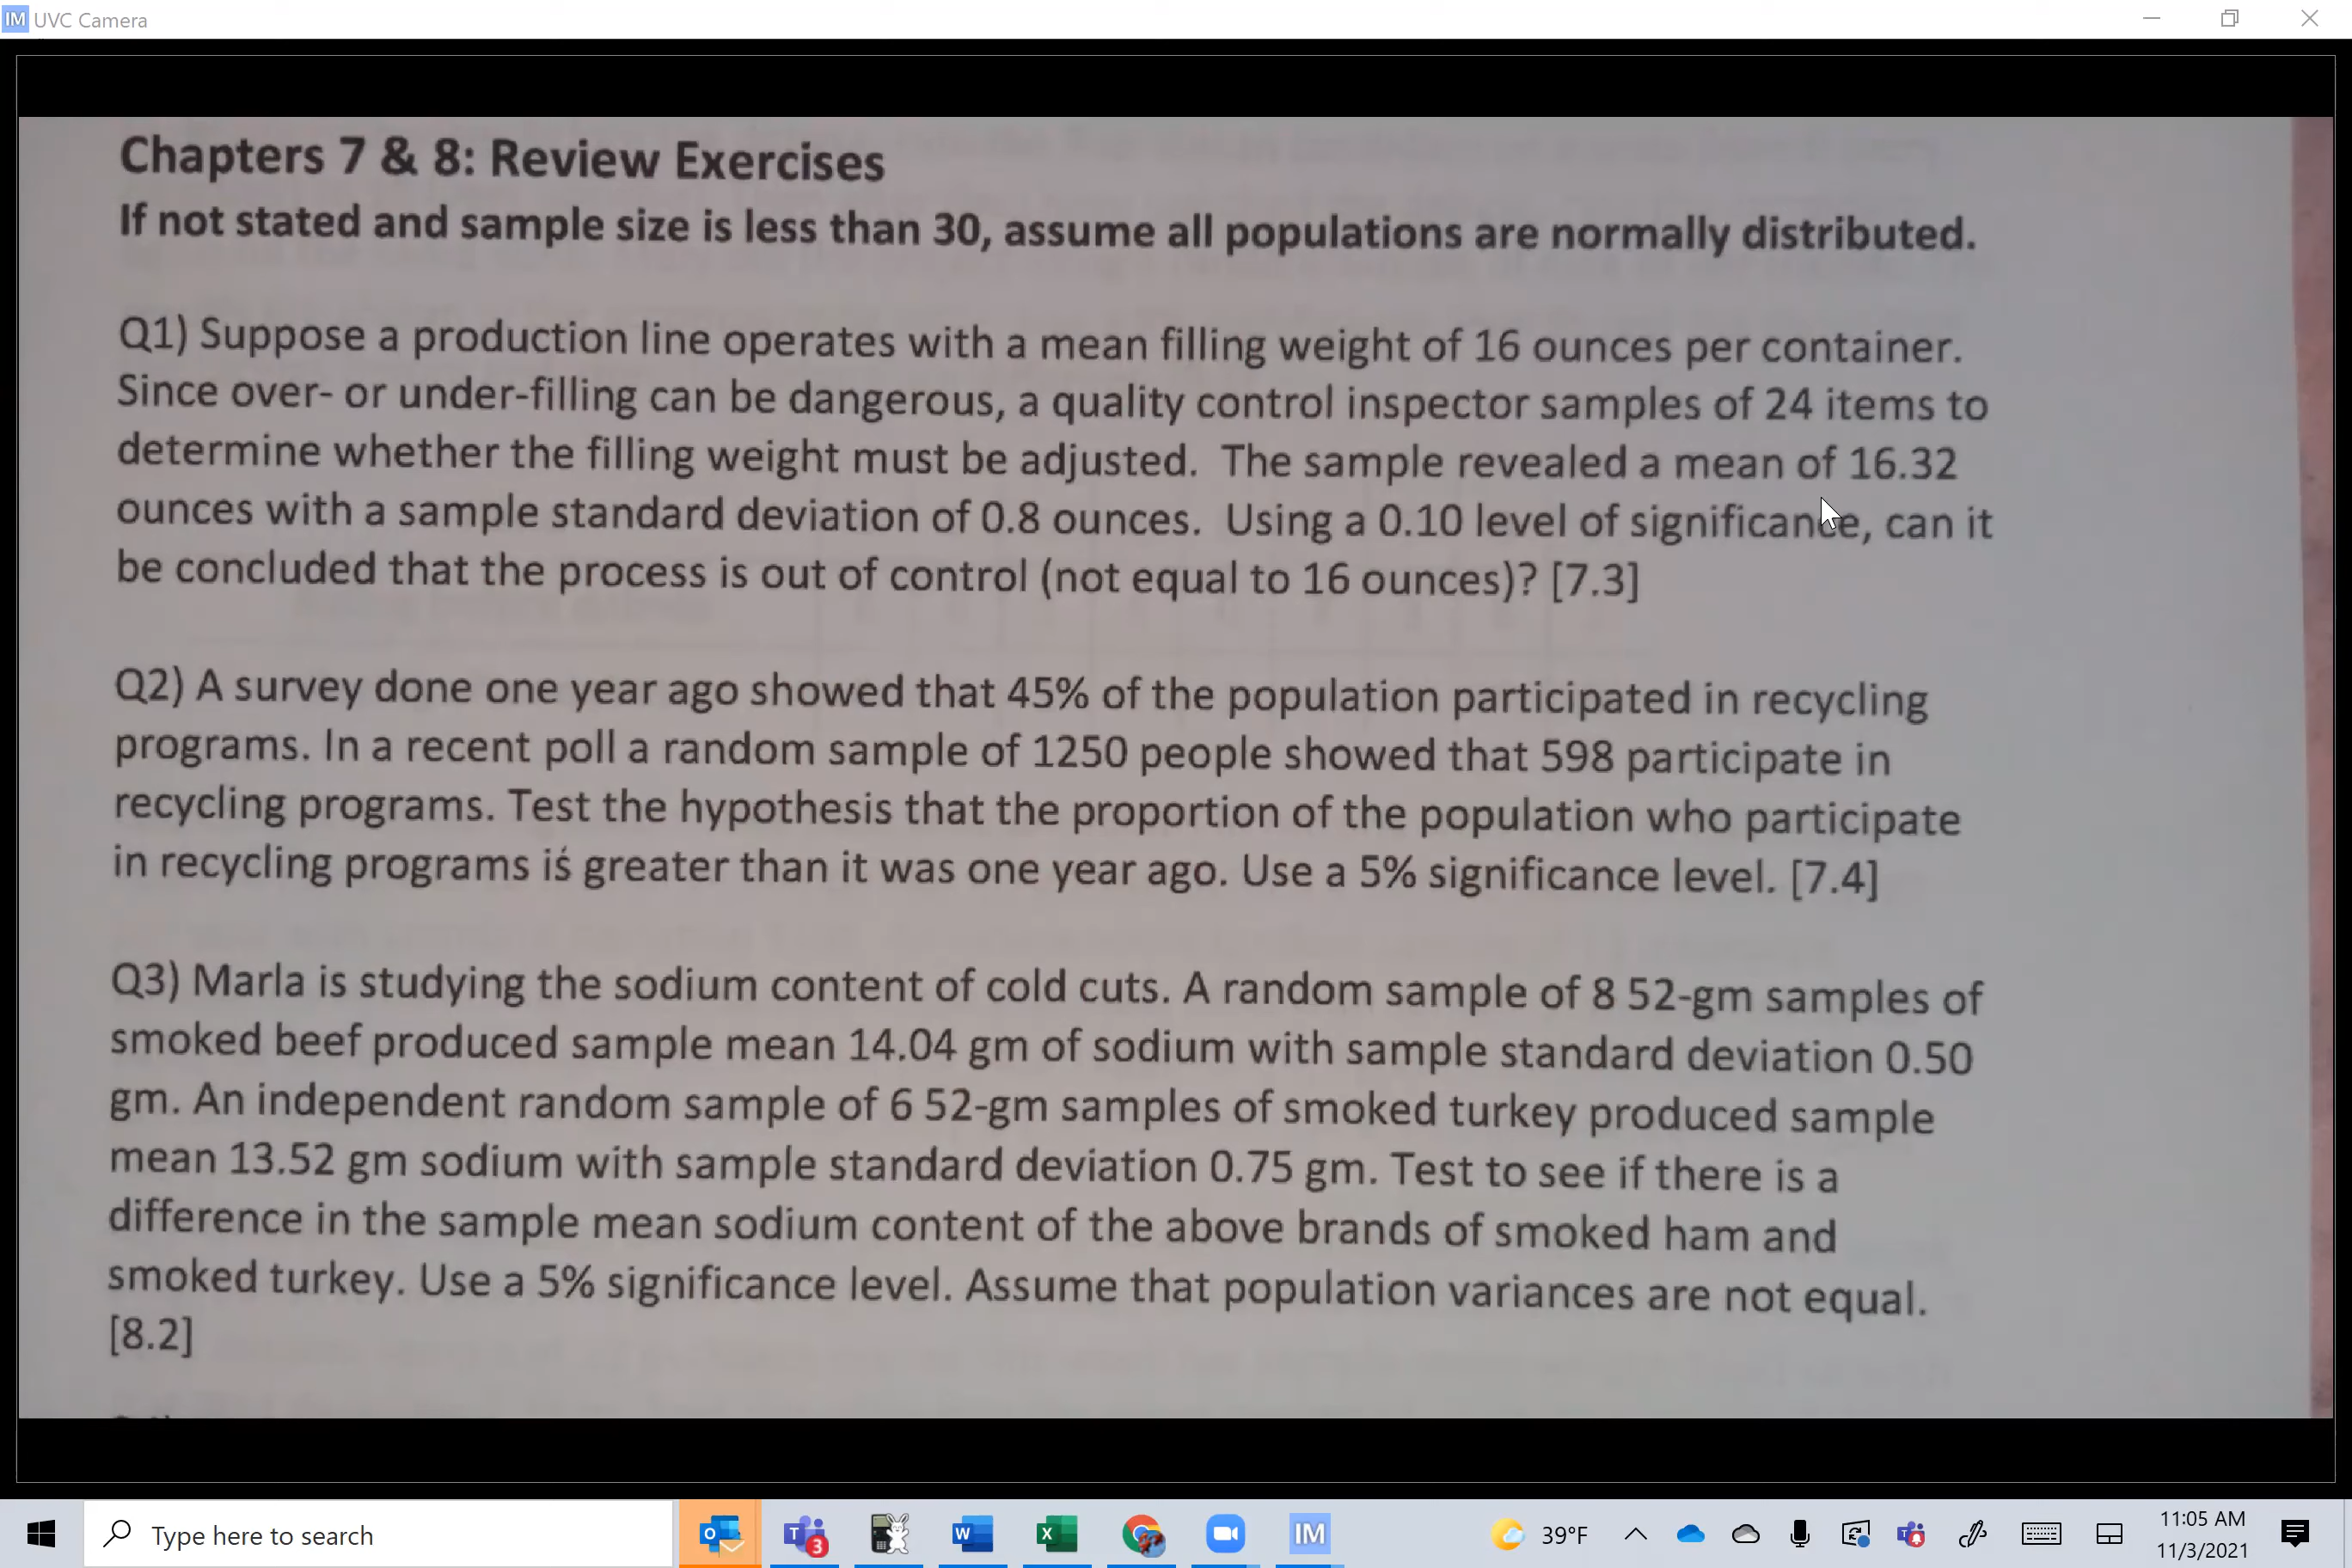 IM UVC Camera
Chapters 7 & 8: Review Exercises
If not stated and sample size is less than 30, assume all populations are normally distributed.
Q1) Suppose a production line operates with a mean filling weight of 16 ounces per container.
Since over- or under-filling can be dangerous, a quality control inspector samples of 24 items to
determine whether the filling weight must be adjusted. The sample revealed a mean of 16.32
ounces with a sample standard deviation of 0.8 ounces. Using a 0.10 level of significance, can it
be concluded that the process is out of control (not equal to 16 ounces)? [7.3]
Q2) A survey done one year ago showed that 45% of the population participated in recycling
programs. In a recent poll a random sample of 1250 people showed that 598 participate in
recycling programs. Test the hypothesis that the proportion of the population who participate
in recycling programs is greater than it was one year ago. Use a 5% significance level. [7.4]
Q3) Marla is studying the sodium content of cold cuts. A random sample of 8 52-gm samples of
smoked beef produced sample mean 14.04 gm of sodium with sample standard deviation 0.50
gm. An independent random sample of 6 52-gm samples of smoked turkey produced sample
mean 13.52 gm sodium with sample standard deviation 0.75 gm. Test to see if there is a
difference in the sample mean sodium content of the above brands of smoked ham and
smoked turkey. Use a 5% significance level. Assume that population variances are not equal.
[8.2]
Type here to search
O
T 3
W
X
IM
39°F
T
11:05 AM
11/3/2021